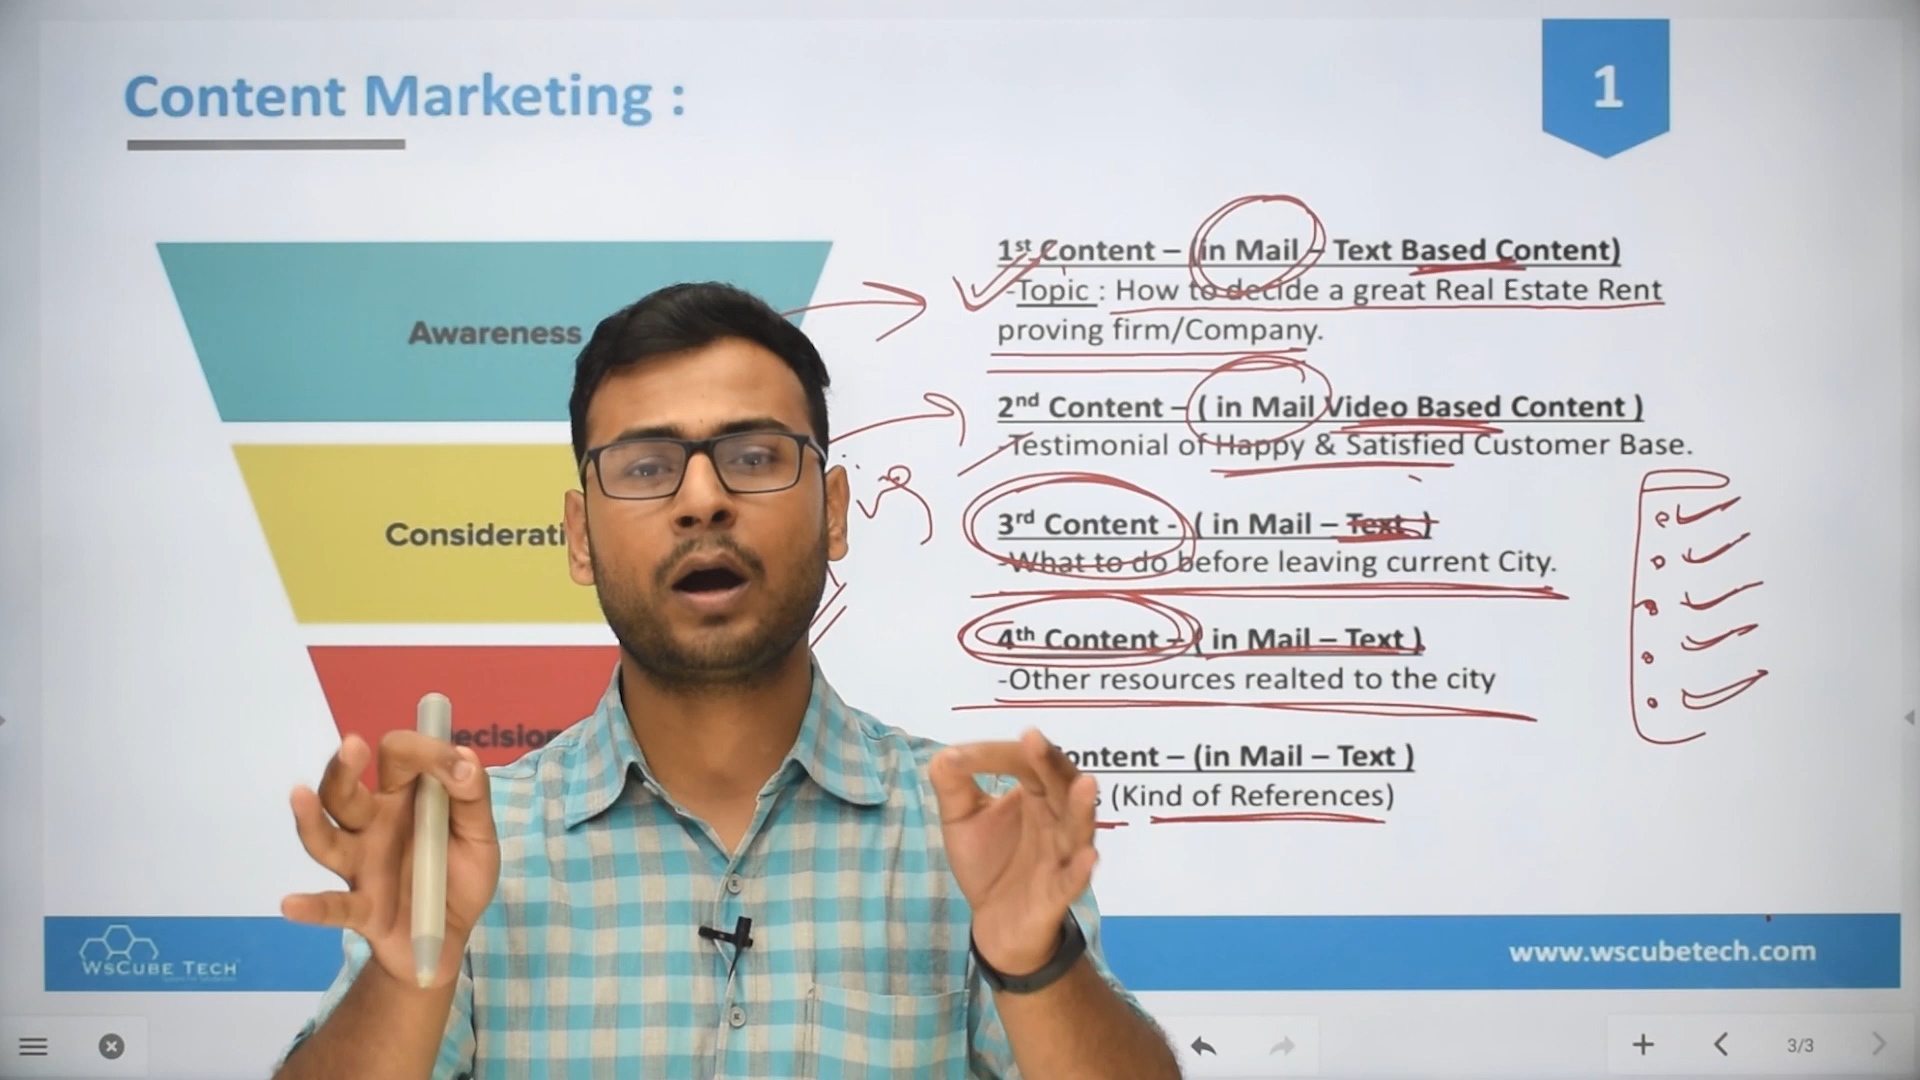 Content Marketing :
1
Awareness
1st Content – (in Mail – Text Based Content)
-Topic : How to decide a great Real Estate Rent
proving firm/Company.
2nd Content – ( in Mail Video Based Content )
-Testimonial of Happy & Satisfied Customer Base.
Considerati
3rd Content - ( in Mail – Text )
-What to do before leaving current City.
4th Content – ( in Mail – Text )
-Other resources realted to the city
ecision
ontent – (in Mail – Text )
s (Kind of References)
WsCube Tech
www.wscubetech.com
3/3